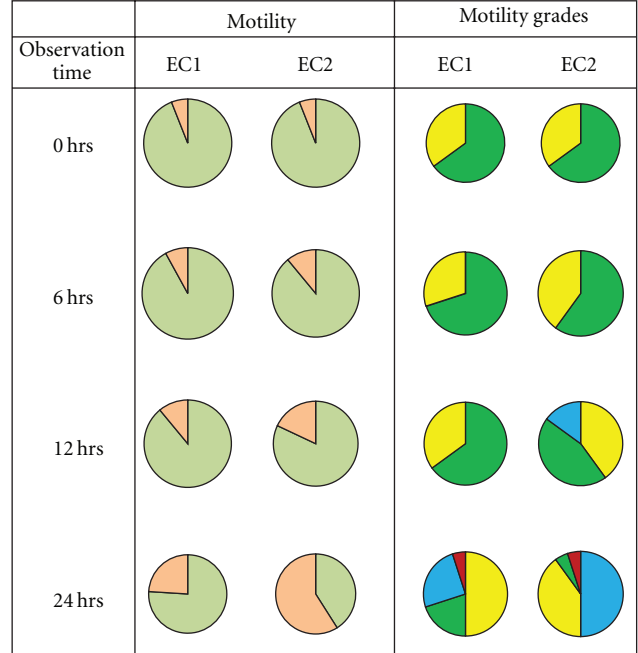 Motility Motility grades
Observation
time EC1 EC2 EC1 EC2
0 hrs
6 hrs
12 hrs
24 hrs